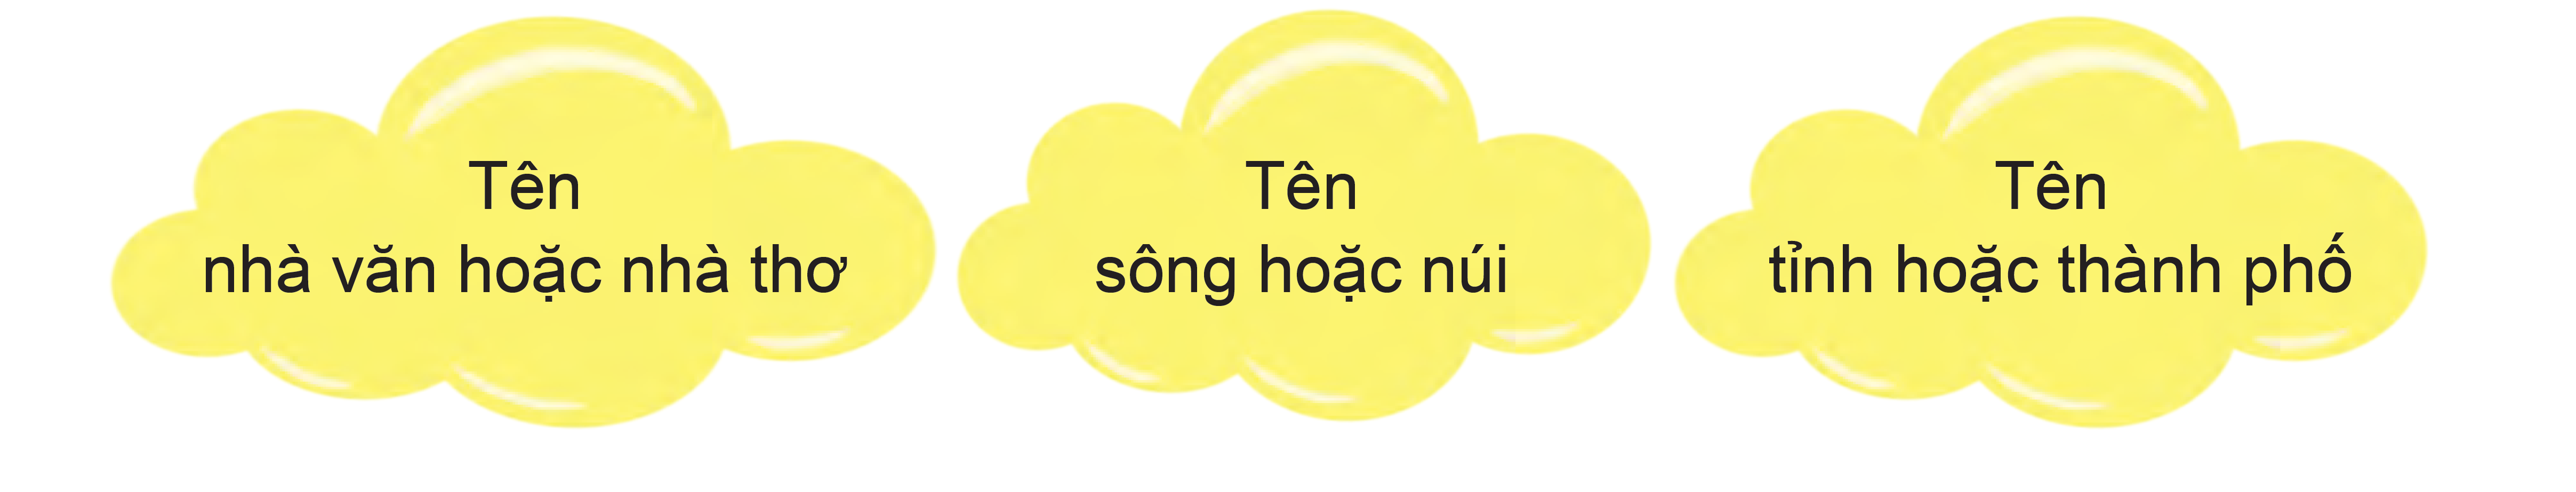 Tên
nhà văn hoặc nhà thơ
Tên
sông hoặc núi
Tên
tỉnh hoặc thành phố